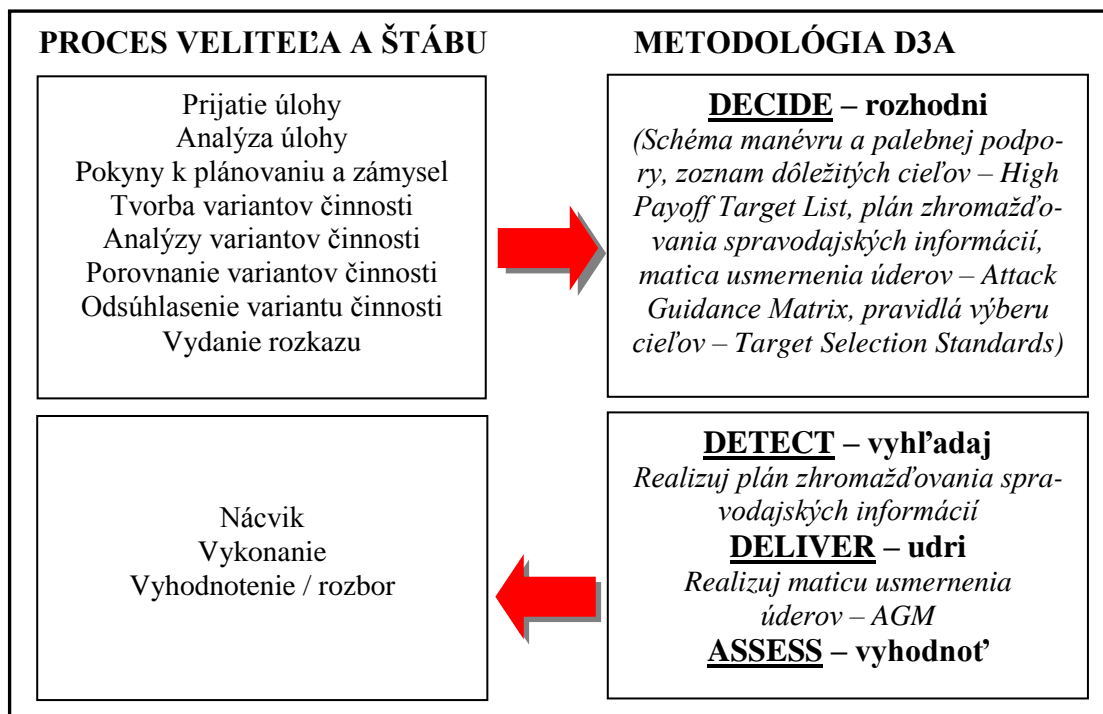 PROCES VELITEĽA A ŠTÁBU
Prijatie úlohy
Analýza úlohy
Pokyny k plánovaniu a zámysel
Tvorba variantov činnosti
Analýzy variantov činnosti
Porovnanie variantov činnosti
Odsúhlasenie variantu činnosti
Vydanie rozkazu
METODOLÓGIA D3A
DECIDE – rozhodni
(Schéma manévru a palebnej podpo-
ry, zoznam dôležitých cieľov – High
Payoff Target List, plán zhromažďo-
vania spravodajských informácií,
matica usmernenia úderov – Attack
Guidance Matrix, pravidlá výberu
cieľov – Target Selection Standards)
Nácvik
Vykonanie
Vyhodnotenie / rozbor
DETECT – vyhľadaj
Realizuj plán zhromažďovania spra-
vodajských informácií
DELIVER – udri
Realizuj maticu usmernenia
úderov – AGM
ASSESS – vyhodnoť